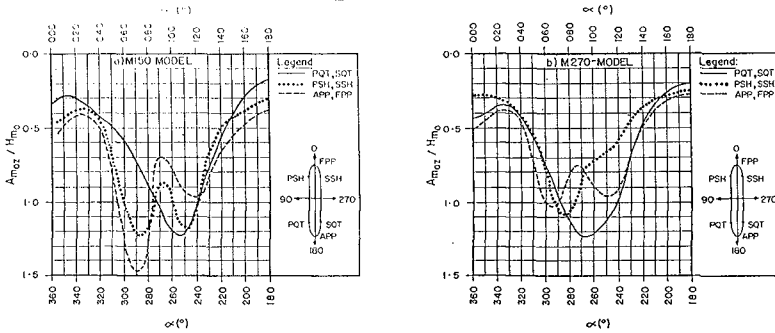 α (°)
000 020 040 060 080 100 120 140 160 180
0·0
0·5
1·0
1·5
Amoz / Hmo
a) M150 MODEL
Legend
PQT, SQT
PSH, SSH
APP, FPP
0
FPP
PSH SSH
90 270
PQT SQT
APP
180
360 340 320 300 280 260 240 220 200 180
α (°)
α (°)
000 020 040 060 080 100 120 140 160 180
0·0
0·5
1·0
1·5
Amoz / Hmo
b) M270-MODEL
Legend:
PQT, SQT
PSH, SSH
APP, FPP
0
FPP
PSH SSH
90 270
PQT SQT
APP
180
360 340 320 300 280 260 240 220 200 180
α (°)